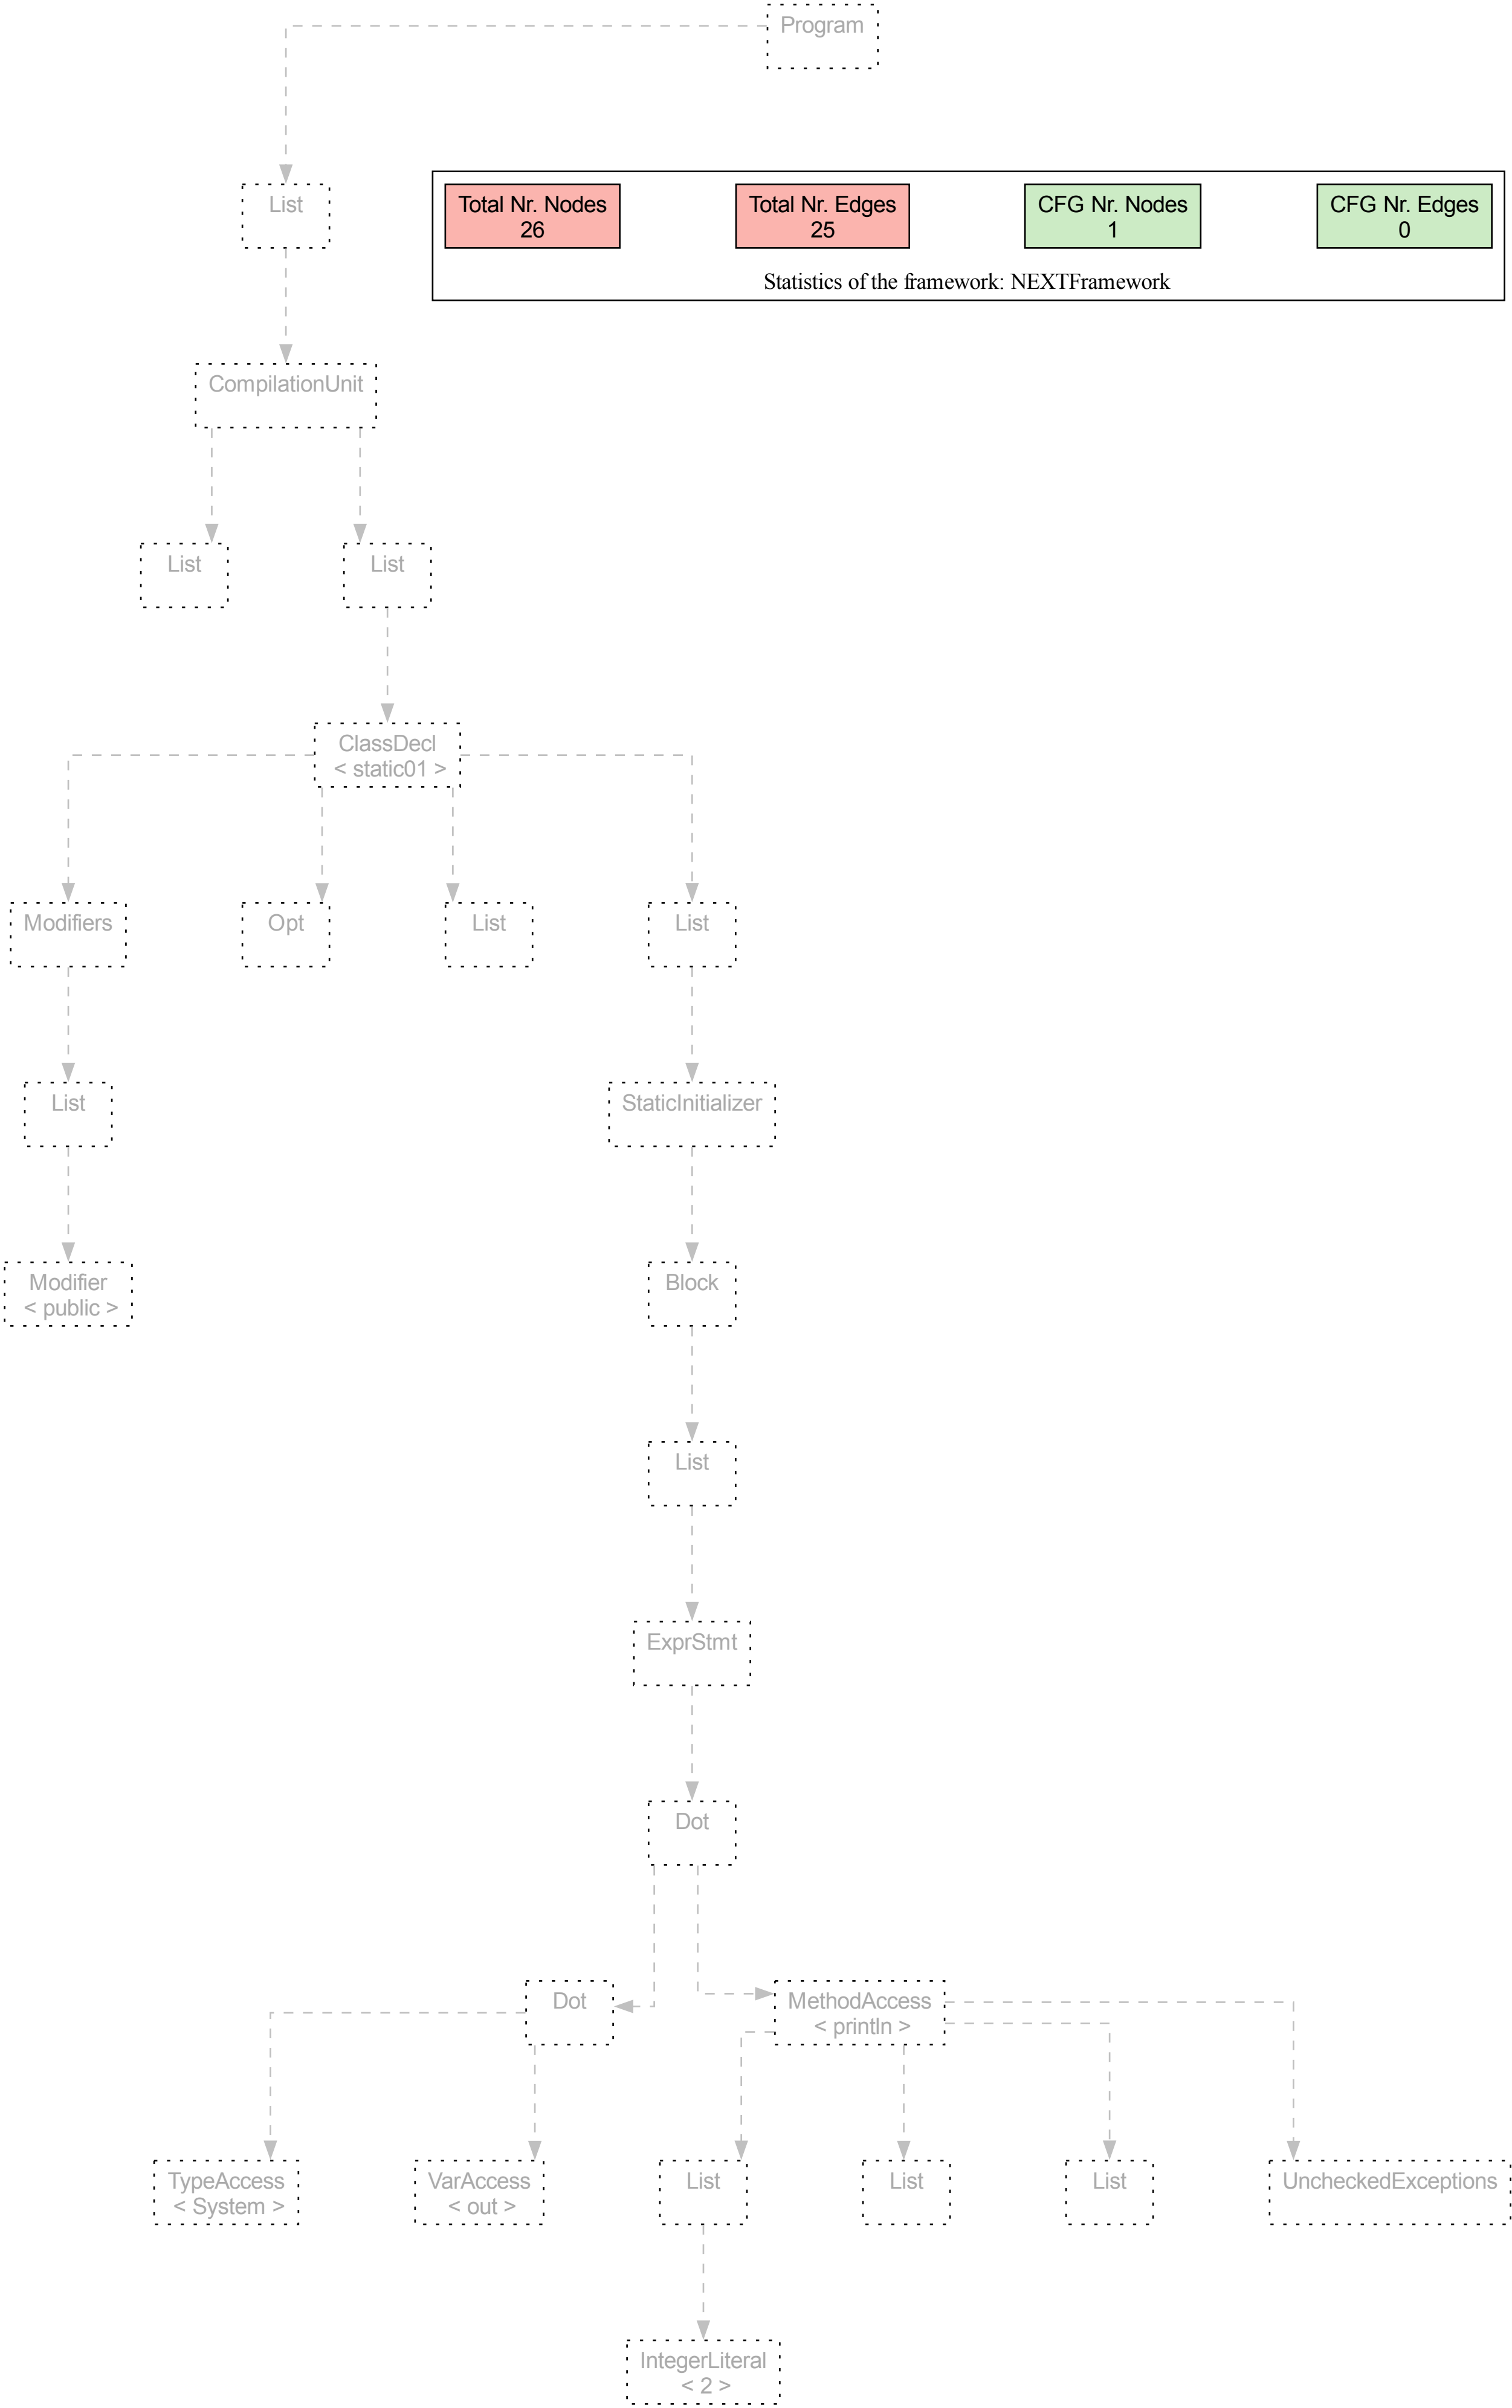 Program
List
Total Nr. Nodes
26
Total Nr. Edges
25
CFG Nr. Nodes
1
CFG Nr. Edges
0
Statistics of the framework: NEXTFramework
CompilationUnit
List
List
ClassDecl
< static01 >
Modifiers
Opt
List
List
List
StaticInitializer
Modifier
< public >
Block
List
ExprStmt
Dot
Dot
MethodAccess
< println >
TypeAccess
< System >
VarAccess
< out >
List
List
List
UncheckedExceptions
IntegerLiteral
< 2 >